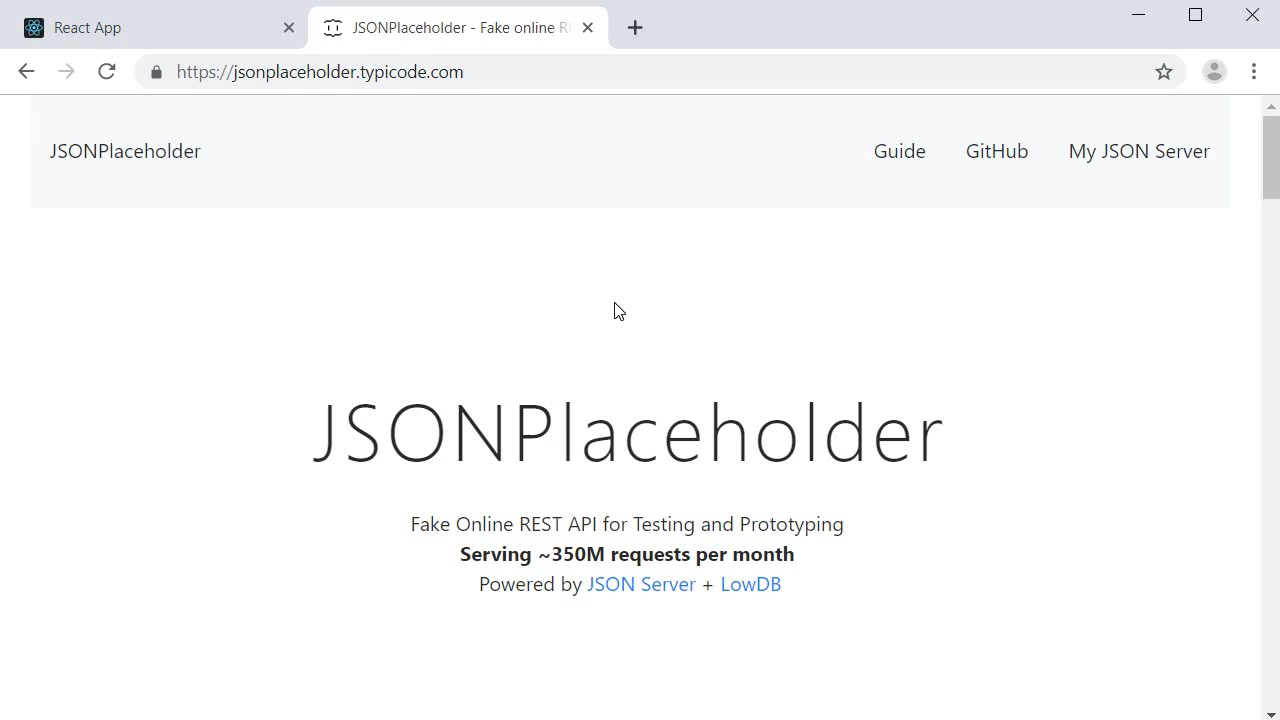 React App
JSONPlaceholder - Fake online R
https://jsonplaceholder.typicode.com
JSONPlaceholder
Guide
GitHub
My JSON Server
JSONPlaceholder
Fake Online REST API for Testing and Prototyping
Serving ~350M requests per month
Powered by JSON Server + LowDB